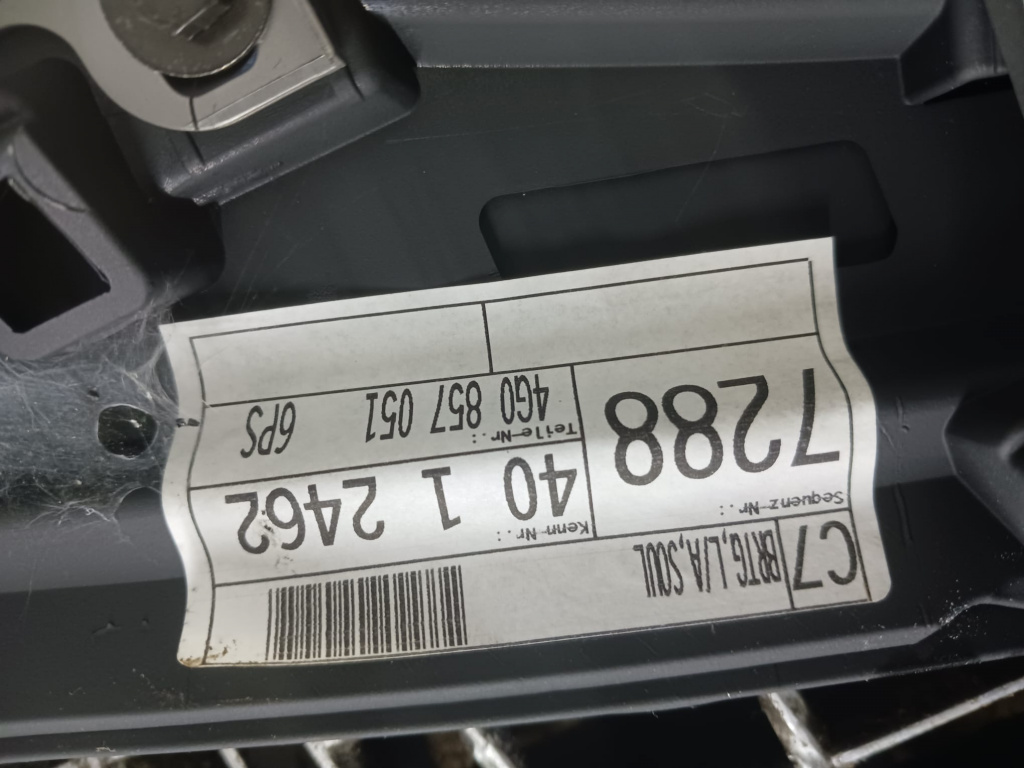 C7 BRTG,L/A,SOUL
Sequenz Nr.:
7288
Kenn Nr.:
40 1 2462
Teile-Nr.:
4G0 857 051 6PS